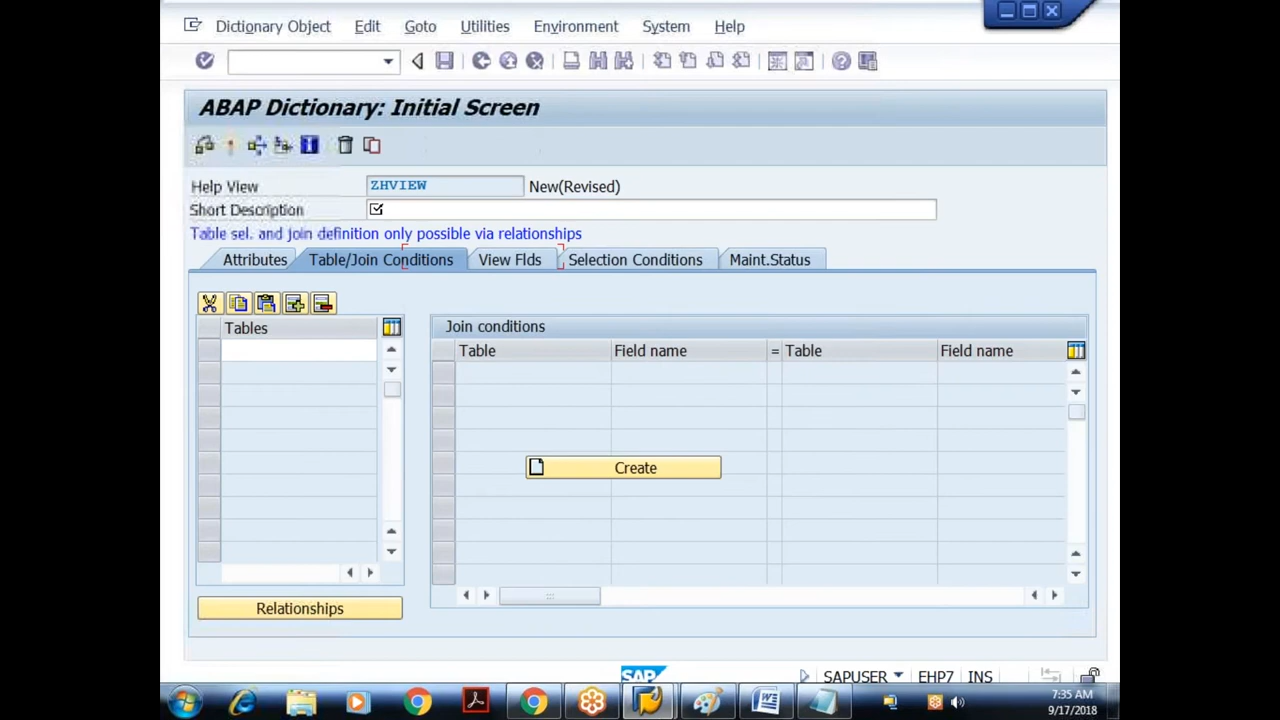 Dictionary Object Edit Goto Utilities Environment System Help
ABAP Dictionary: Initial Screen
Help View ZHVIEW New(Revised)
Short Description
Table sel. and join definition only possible via relationships
Attributes Table/Join Conditions View Flds Selection Conditions Maint.Status
Tables
Join conditions
Table Field name = Table Field name
Create
Relationships
SAP
SAPUSER EHP7 INS
7:35 AM
9/17/2018